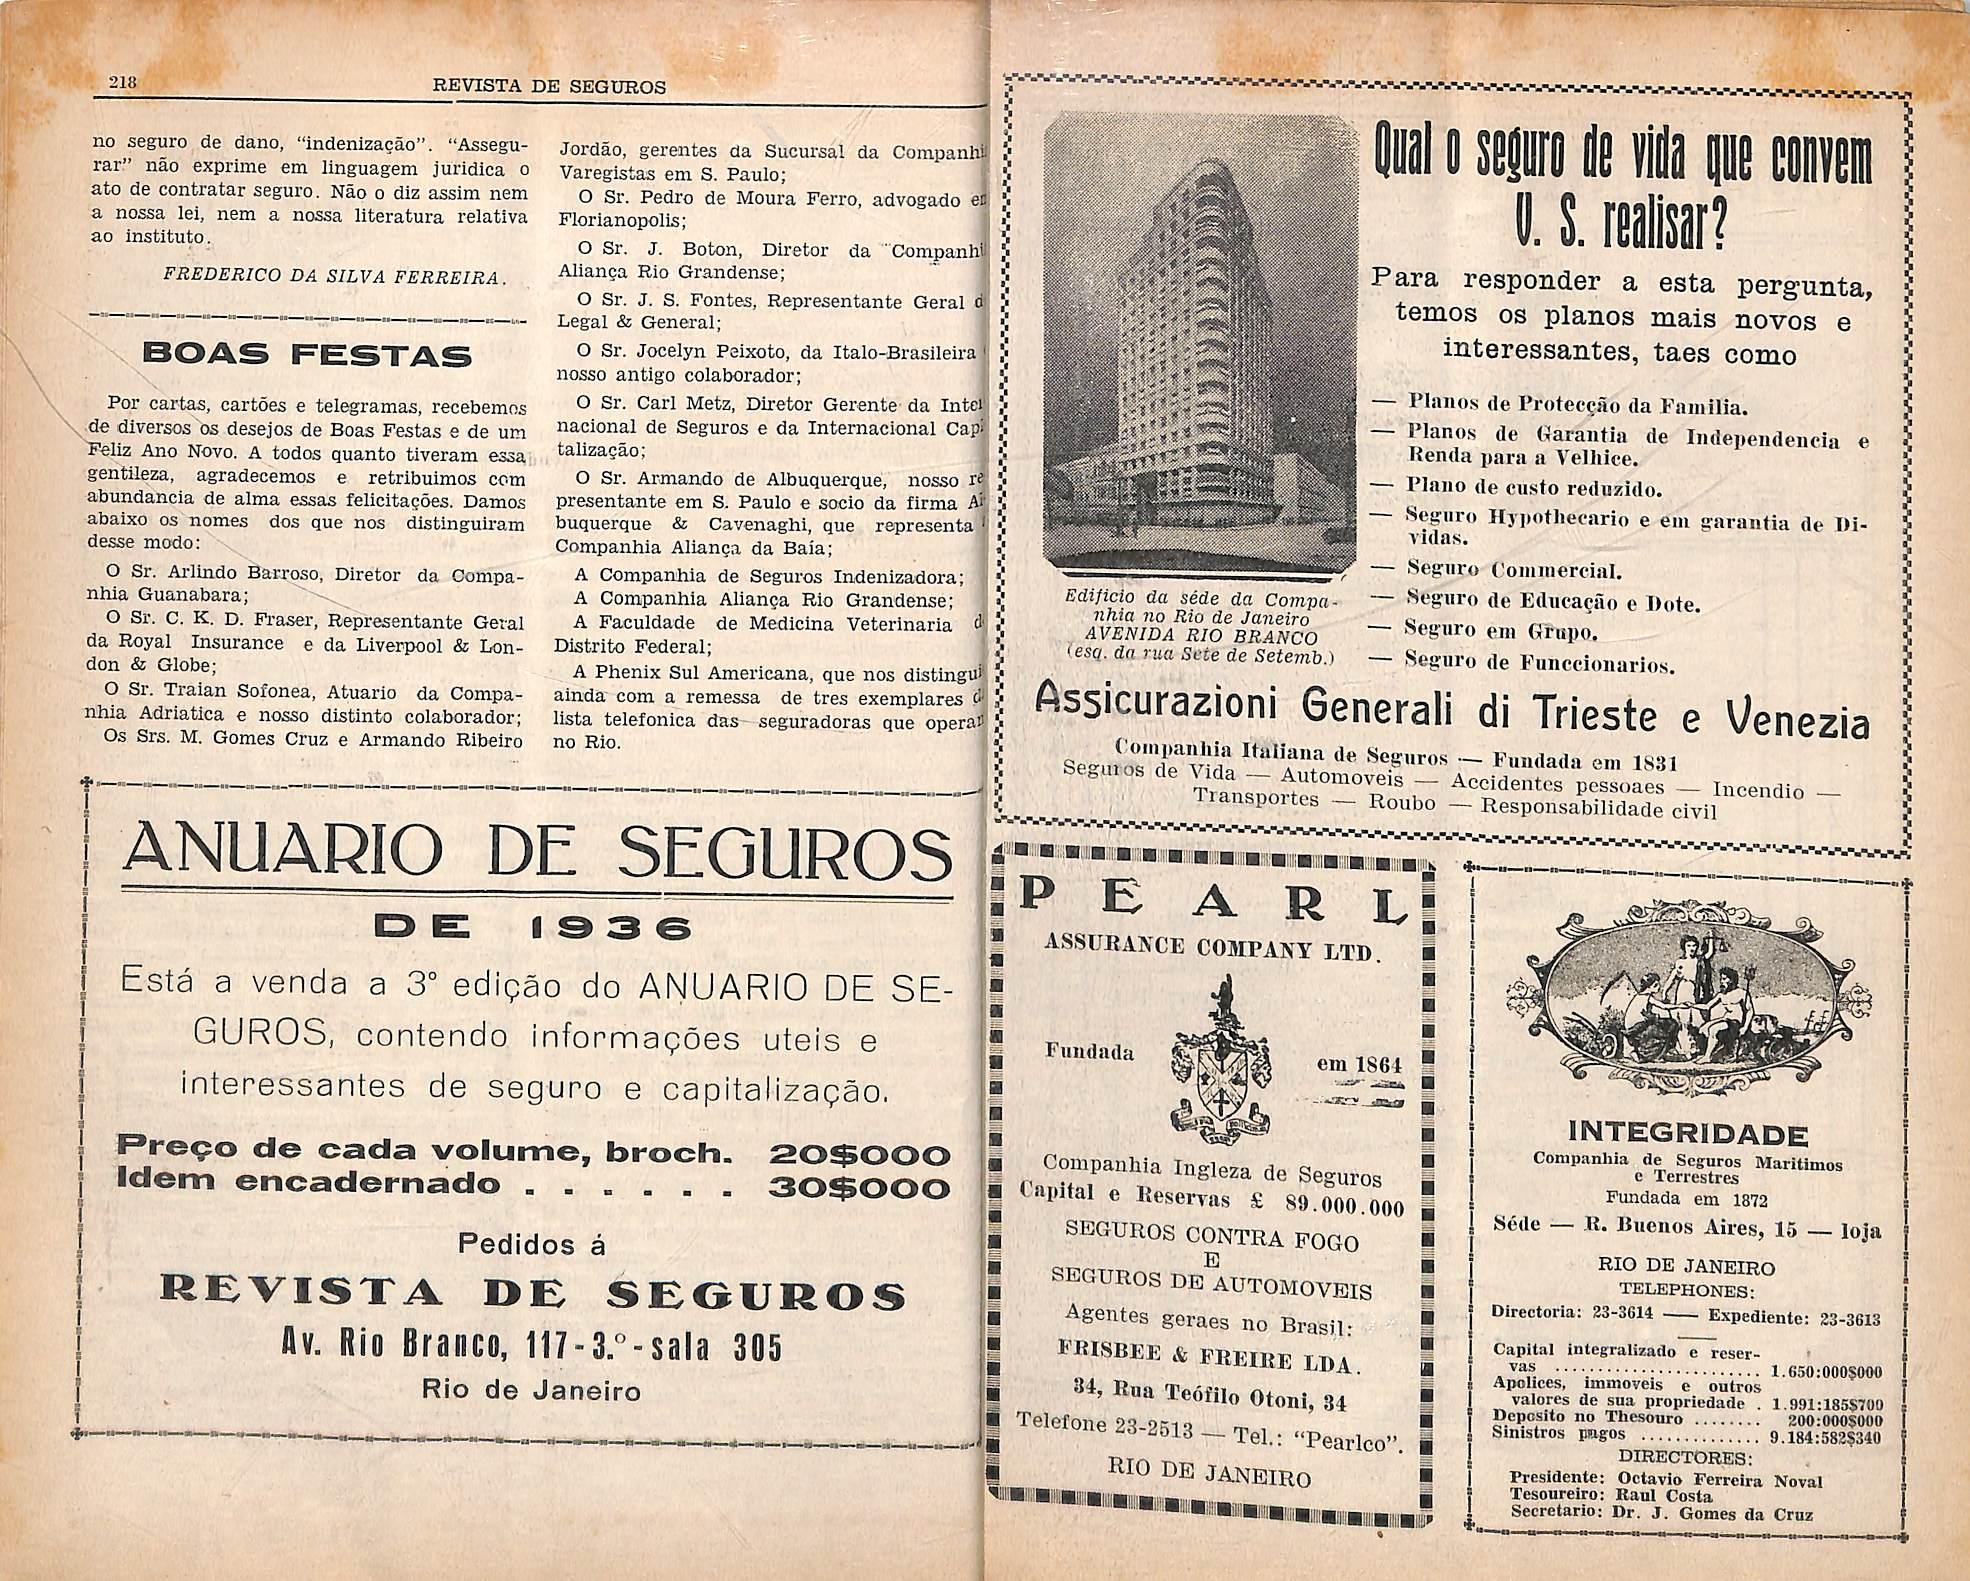 218
REVISTA DE SEGUROS
no seguro de dano, “indenização”. “Assegu-
rar” não exprime em linguagem juridica o
ato de contratar seguro. Não o diz assim nem
a nossa lei, nem a nossa literatura relativa
ao instituto.
FREDERICO DA SILVA FERREIRA.
BOAS FESTAS
Por cartas, cartões e telegramas, recebemos
de diversos os desejos de Boas Festas e de um
Feliz Ano Novo. A todos quanto tiveram essa
gentileza, agradecemos e retribuimos com
abundancia de alma essas felicitações. Damos
abaixo os nomes dos que nos distinguiram
desse modo:
O Sr. Arlindo Barroso, Diretor da Compa-
nhia Guanabara;
O Sr. C. K. D. Fraser, Representante Geral
da Royal Insurance e da Liverpool & Lon-
don & Globe;
O Sr. Traian Sofonea, Atuario da Compa-
nhia Adriatica e nosso distinto colaborador;
Os Srs. M. Gomes Cruz e Armando Ribeiro
Jordão, gerentes da Sucursal da Companhi
Varegistas em S. Paulo;
O Sr. Pedro de Moura Ferro, advogado em
Florianopolis;
O Sr. J. Boton, Diretor da Companhi
Aliança Rio Grandense;
O Sr. J. S. Fontes, Representante Geral d
Legal & General;
O Sr. Jocelyn Peixoto, da Italo-Brasileira
nosso antigo colaborador;
O Sr. Carl Metz, Diretor Gerente da Inter
nacional de Seguros e da Internacional Capi
talização;
O Sr. Armando de Albuquerque, nosso re
presentante em S. Paulo e socio da firma Al
buquerque & Cavenaghi, que representa
Companhia Aliança da Baía;
A Companhia de Seguros Indenizadora;
A Companhia Aliança Rio Grandense;
A Faculdade de Medicina Veterinaria d
Distrito Federal;
A Phenix Sul Americana, que nos distingui
ainda com a remessa de tres exemplares d
lista telefonica das seguradoras que operam
no Rio.
ANUARIO DE SEGUROS
DE 1936
Está a venda a 3ª edição do ANUARIO DE SE-
GUROS, contendo informações uteis e
interessantes de seguro e capitalização.
Preço de cada volume, broch. 20$000
Idem encadernado . . . . . . 30$000
Pedidos á
REVISTA DE SEGUROS
Av. Rio Branco, 117 - 3.º - sala 305
Rio de Janeiro
Qual o seguro de vida que convem
V. S. realisar?
Para responder a esta pergunta,
temos os planos mais novos e
interessantes, taes como
— Planos de Protecção da Familia.
— Planos de Garantia de Independencia e
Renda para a Velhice.
— Plano de custo reduzido.
— Seguro Hypothecario e em garantia de Di-
vidas.
— Seguro Commercial.
— Seguro de Educação e Dote.
— Seguro em Grupo.
— Seguro de Funccionarios.
Edificio da séde da Compa-
nhia no Rio de Janeiro
AVENIDA RIO BRANCO
(esq. da rua Sete de Setemb.)
Assicurazioni Generali di Trieste e Venezia
Companhia Italiana de Seguros — Fundada em 1831
Seguros de Vida — Automoveis — Accidentes pessoaes — Incendio —
Transportes — Roubo — Responsabilidade civil
PEARL
ASSURANCE COMPANY LTD.
Fundada em 1864
Companhia Ingleza de Seguros
Capital e Reservas £ 89.000.000
SEGUROS CONTRA FOGO
E
SEGUROS DE AUTOMOVEIS
Agentes geraes no Brasil:
FRISBEE & FREIRE LDA.
34, Rua Teófilo Otoni, 34
Telefone 23-2513 — Tel.: “Pearlco”.
RIO DE JANEIRO
INTEGRIDADE
Companhia de Seguros Maritimos
e Terrestres
Fundada em 1872
Séde — R. Buenos Aires, 15 — loja
RIO DE JANEIRO
TELEPHONES:
Directoria: 23-3614 — Expediente: 23-3613
Capital integralizado e reser-
vas ..................... 1.650:000$000
Apolices, immoveis e outros
valores de sua propriedade . 1.991:185$700
Deposito no Thesouro ........ 200:000$000
Sinistros pagos .............. 9.184:582$340
DIRECTORES:
Presidente: Octavio Ferreira Noval
Tesoureiro: Raul Costa
Secretario: Dr. J. Gomes da Cruz